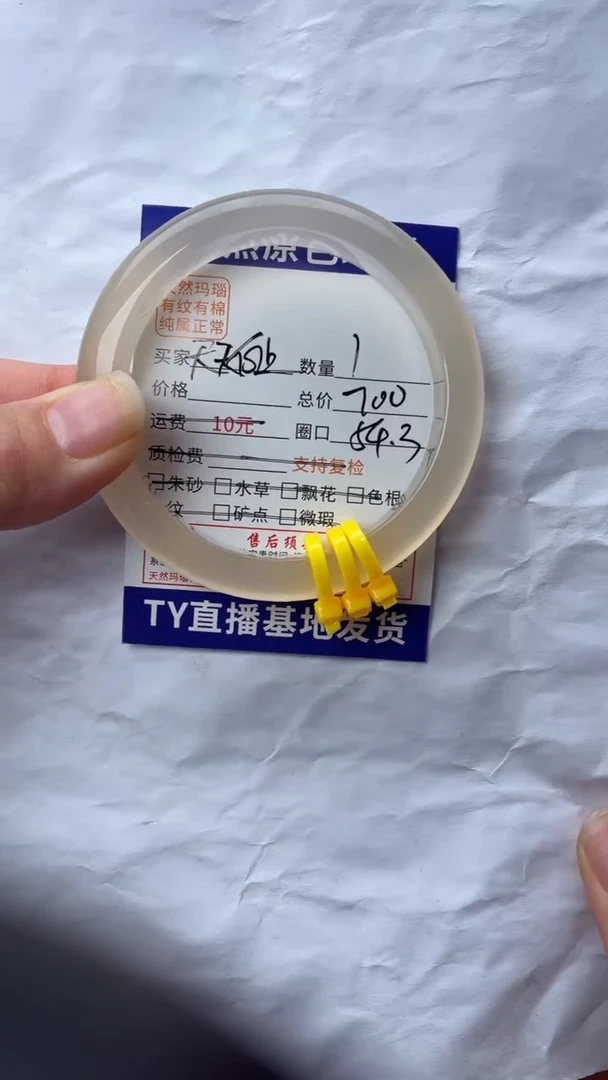 然玛瑙
有纹有棉
纯属正常
买家 数量 1
价格 总价 700
运费 10元 圈口 54.3
质检费 支持复检
朱砂 水草 飘花 色根
纹 矿点 微瑕
售后须
天然玛瑙
TY直播基地发货